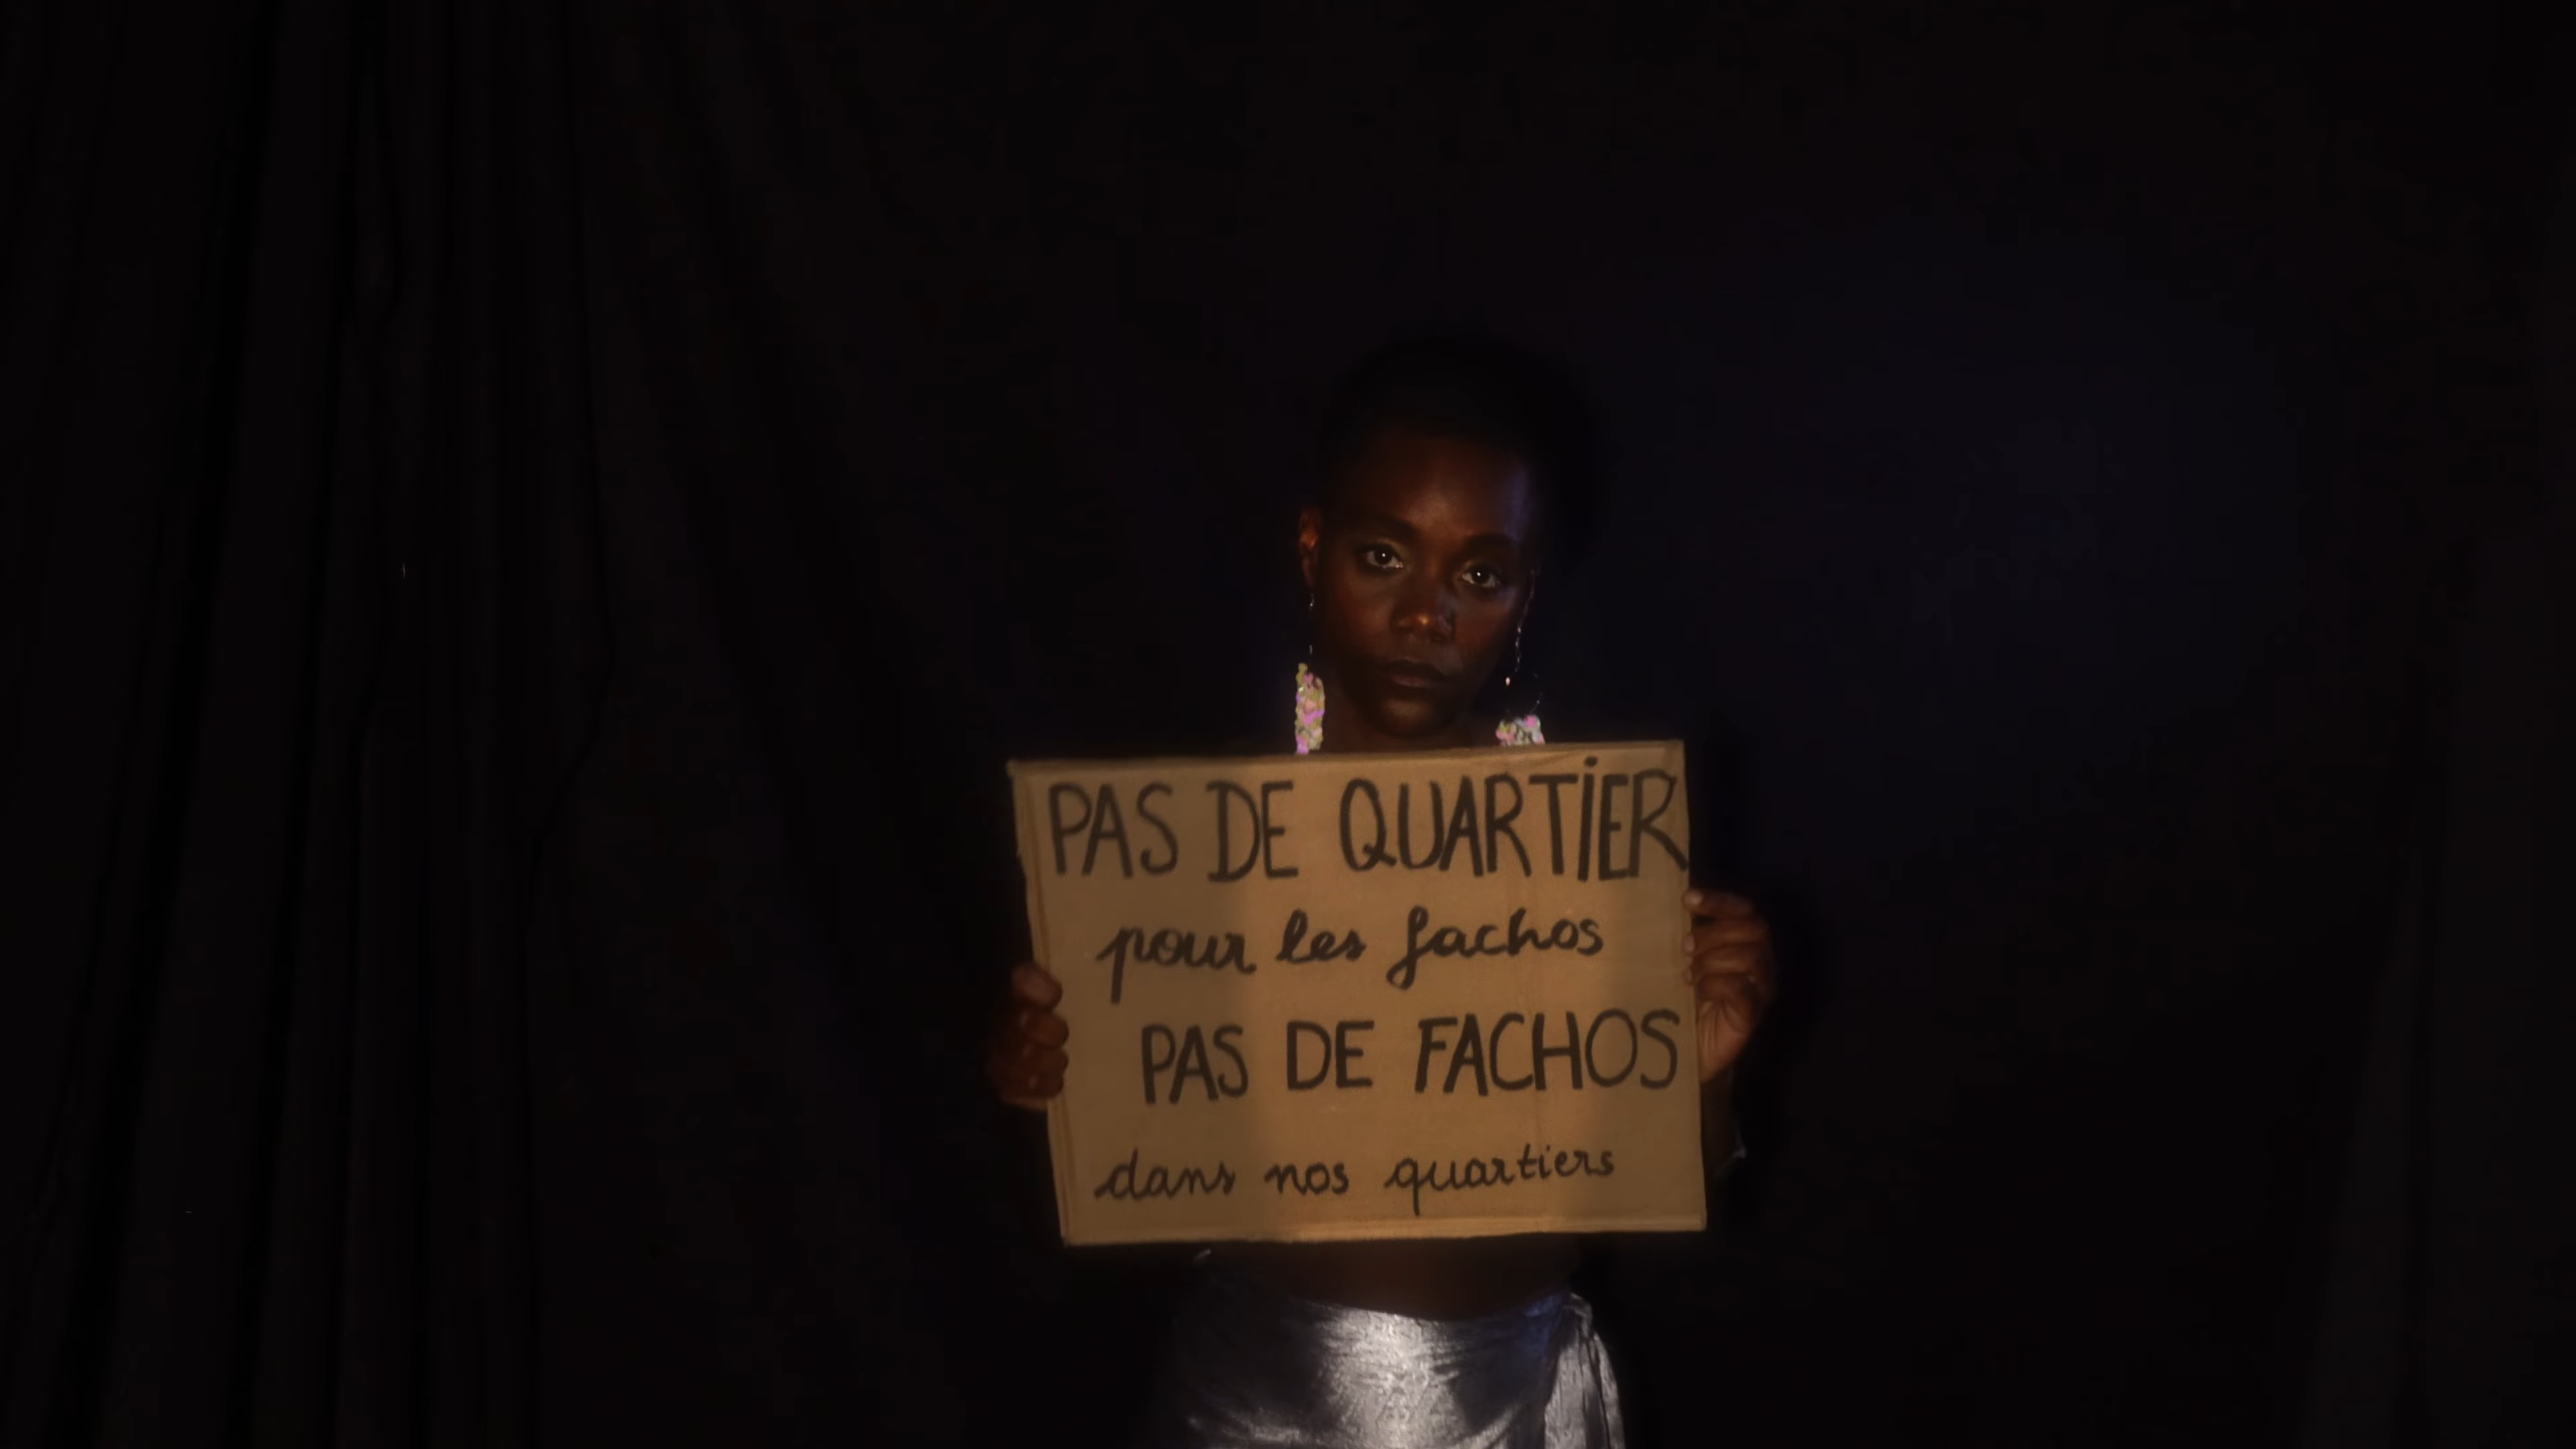 PAS DE QUARTIER
pour les fachos
PAS DE FACHOS
dans nos quartiers